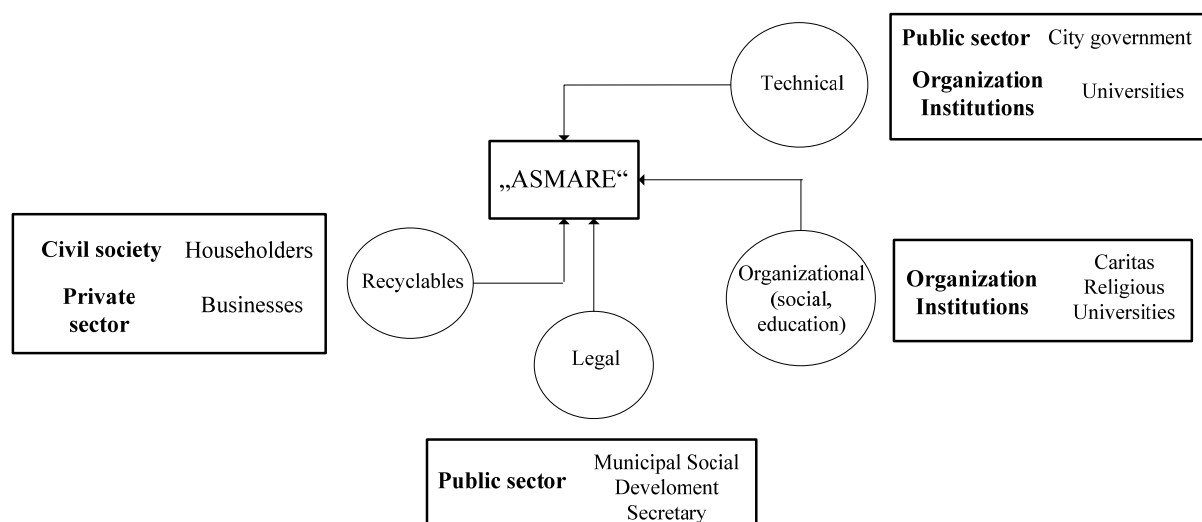 Public sector City government
Organization
Institutions
Universities
Technical
„ASMARE“
Civil society Householders
Private
sector
Businesses
Recyclables
Organizational
(social,
education)
Organization
Institutions
Caritas
Religious
Universities
Legal
Public sector
Municipal Social
Develoment
Secretary